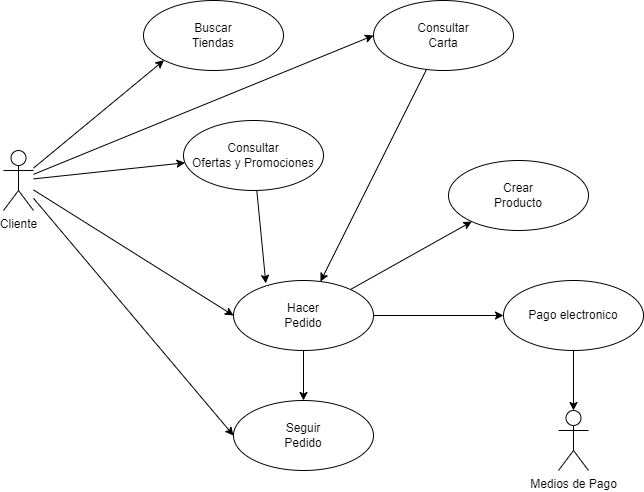 Buscar
Tiendas
Consultar
Carta
Consultar
Ofertas y Promociones
Crear
Producto
Cliente
Hacer
Pedido
Pago electronico
Seguir
Pedido
Medios de Pago